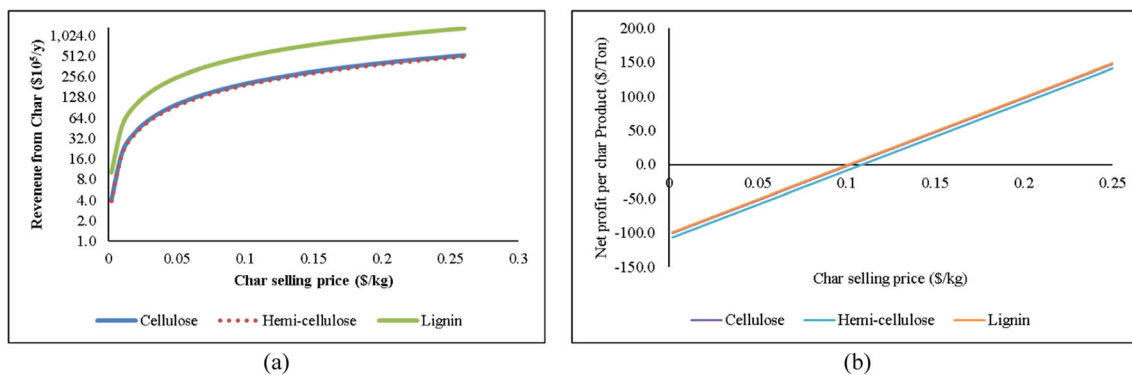 Reveneue from Char ($10⁵/y)
1,024.0
512.0
256.0
128.0
64.0
32.0
16.0
8.0
4.0
2.0
1.0
0 0.05 0.1 0.15 0.2 0.25 0.3
Char selling price ($/kg)
Cellulose Hemi-cellulose Lignin
(a)
Net profit per char Product ($/Ton)
200.0
150.0
100.0
50.0
0.0
-50.0
-100.0
-150.0
0 0.05 0.1 0.15 0.2 0.25
Char selling price ($/kg)
Cellulose Hemi-cellulose Lignin
(b)